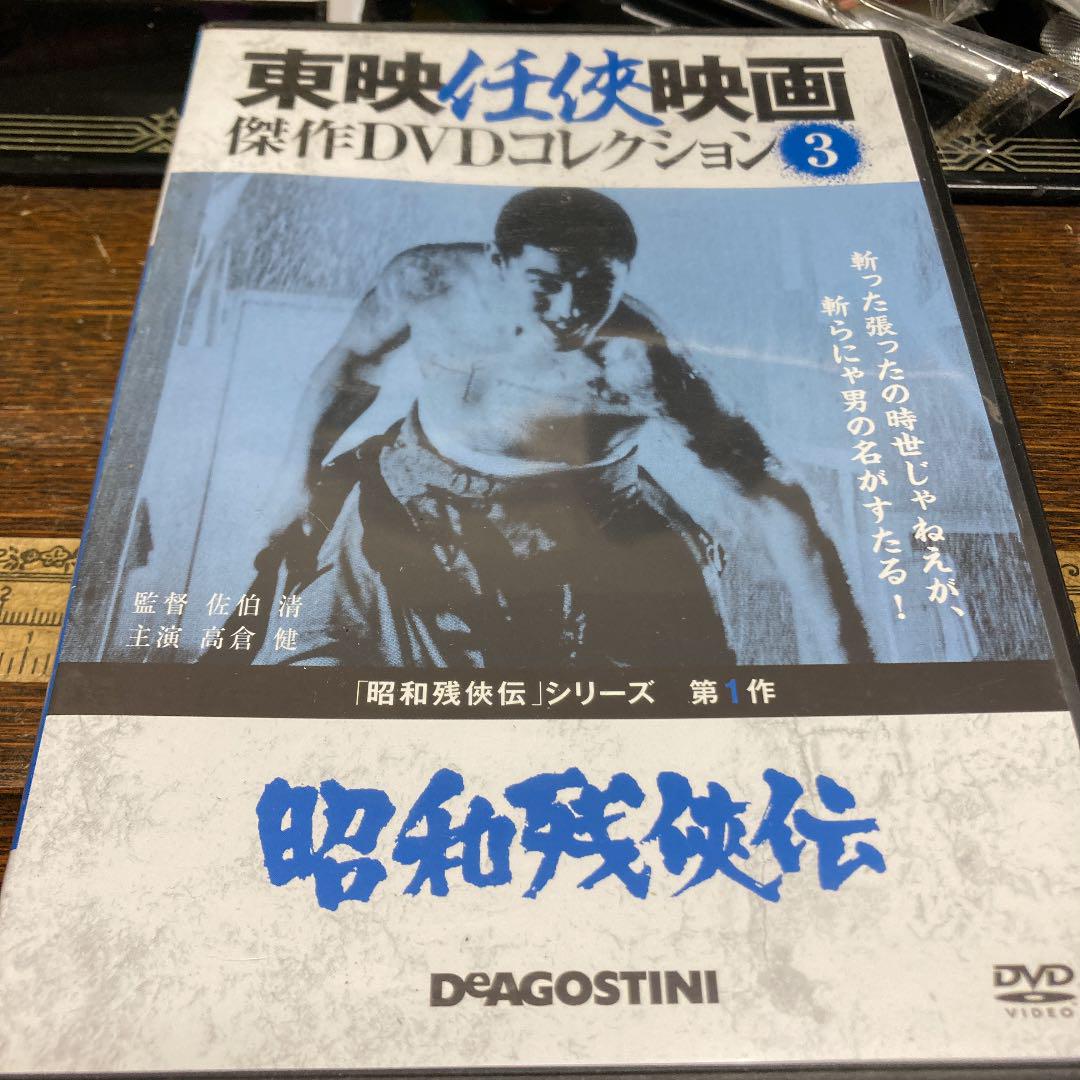 東映任侠映画
傑作DVDコレクション 3
斬った張ったの時世じゃねえが、
斬らにゃ男の名がすたる!
監督 佐伯 清
主演 高倉 健
「昭和残侠伝」シリーズ 第1作
昭和残侠伝
DeAGOSTINI
DVD
VIDEO
2
1